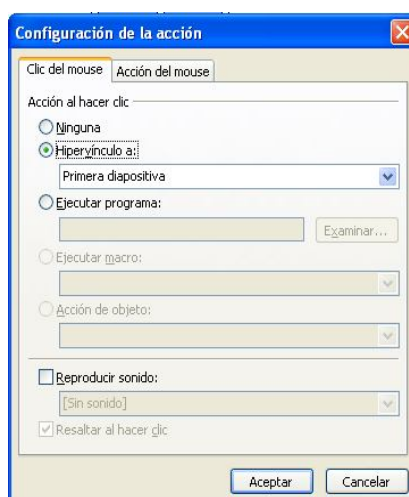 Configuración de la acción
Clic del mouse Acción del mouse
Acción al hacer clic
Ninguna
Hipervínculo a:
Primera diapositiva
Ejecutar programa:
Examinar...
Ejecutar macro:
Acción de objeto:
Reproducir sonido:
[Sin sonido]
Resaltar al hacer clic
Aceptar Cancelar